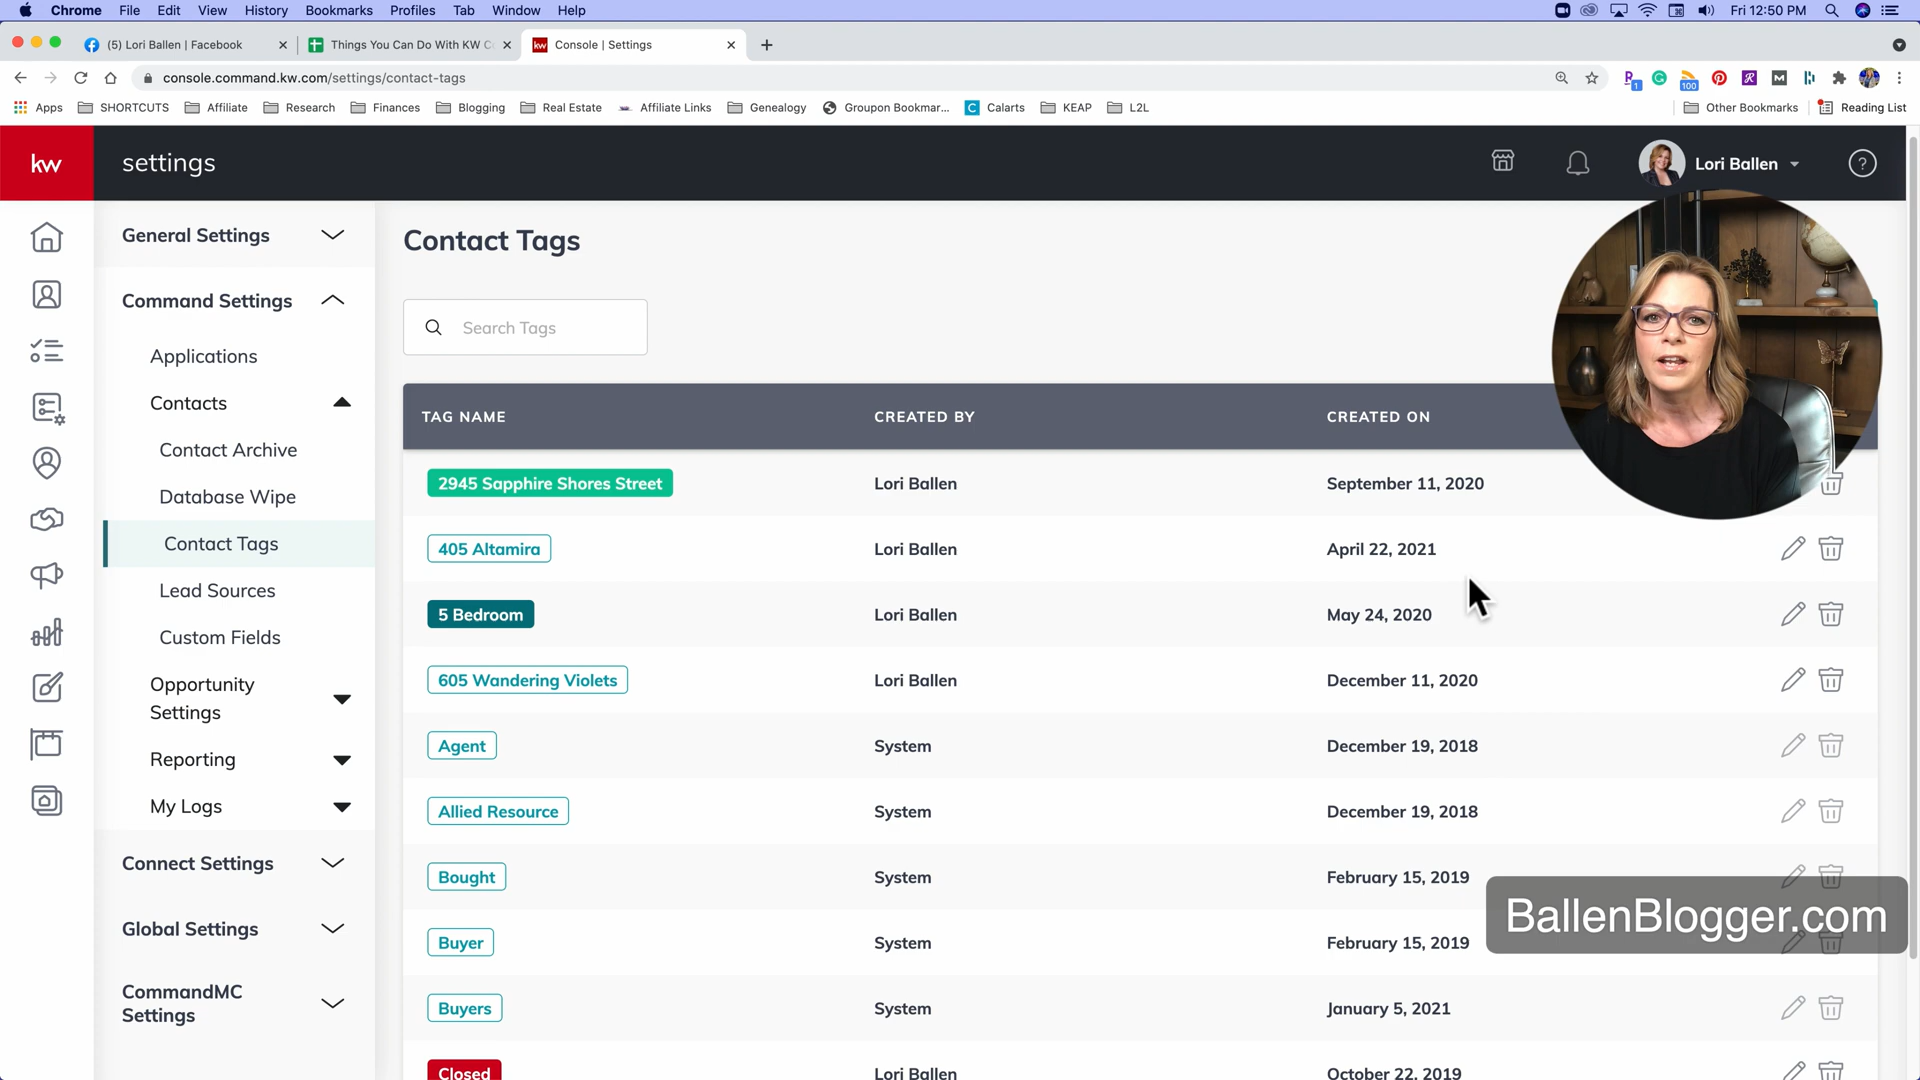 Chrome File Edit View History Bookmarks Profiles Tab Window Help Fri 12:50 PM
(5) Lori Ballen | Facebook
Things You Can Do With KW C
Console | Settings
console.command.kw.com/settings/contact-tags
1
100
Apps SHORTCUTS Affiliate Research Finances Blogging Real Estate Affiliate Links Genealogy Groupon Bookmar... Calarts KEAP L2L Other Bookmarks Reading List
kw settings Lori Ballen
General Settings
Command Settings
Applications
Contacts
Contact Archive
Database Wipe
Contact Tags
Lead Sources
Custom Fields
Opportunity
Settings
Reporting
My Logs
Connect Settings
Global Settings
CommandMC
Settings
Contact Tags
Search Tags
TAG NAME CREATED BY CREATED ON
2945 Sapphire Shores Street Lori Ballen September 11, 2020
405 Altamira Lori Ballen April 22, 2021
5 Bedroom Lori Ballen May 24, 2020
605 Wandering Violets Lori Ballen December 11, 2020
Agent System December 19, 2018
Allied Resource System December 19, 2018
Bought System February 15, 2019
Buyer System February 15, 2019
Buyers System January 5, 2021
Closed Lori Ballen October 22, 2019
BallenBlogger.com